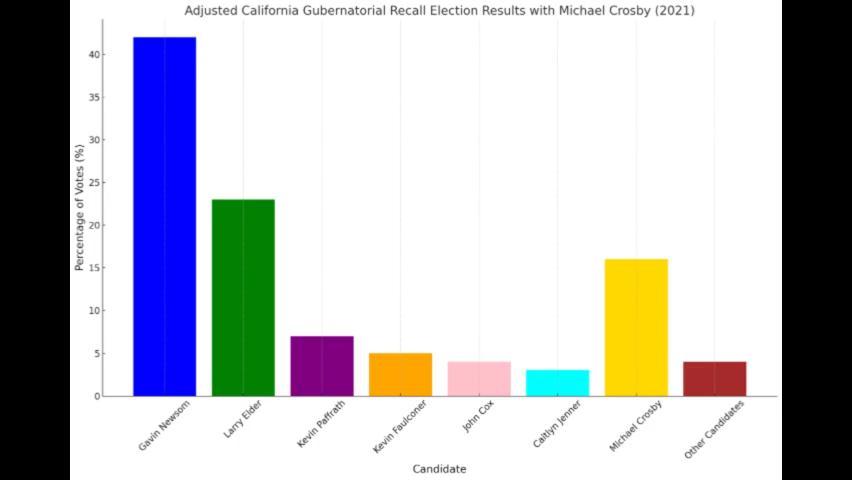 Adjusted California Gubernatorial Recall Election Results with Michael Crosby (2021)
Percentage of Votes (%)
40
35
30
25
20
15
10
5
0
Gavin Newsom
Larry Elder
Kevin Paffrath
Kevin Faulconer
John Cox
Caitlyn Jenner
Michael Crosby
Other Candidates
Candidate